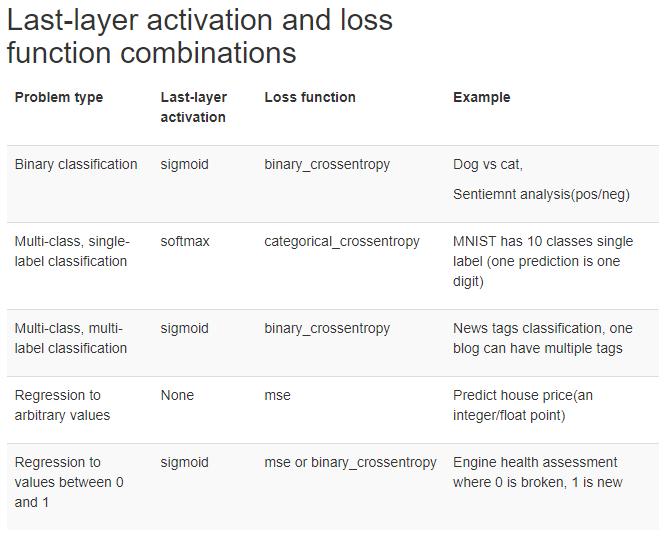 Last-layer activation and loss
function combinations
Problem type Last-layer activation Loss function Example
Binary classification sigmoid binary_crossentropy Dog vs cat,
Sentiemnt analysis(pos/neg)
Multi-class, single- softmax categorical_crossentropy MNIST has 10 classes single
label classification label (one prediction is one
digit)
Multi-class, multi- sigmoid binary_crossentropy News tags classification, one
label classification blog can have multiple tags
Regression to None mse Predict house price(an
arbitrary values integer/float point)
Regression to sigmoid mse or binary_crossentropy Engine health assessment
values between 0 where 0 is broken, 1 is new
and 1